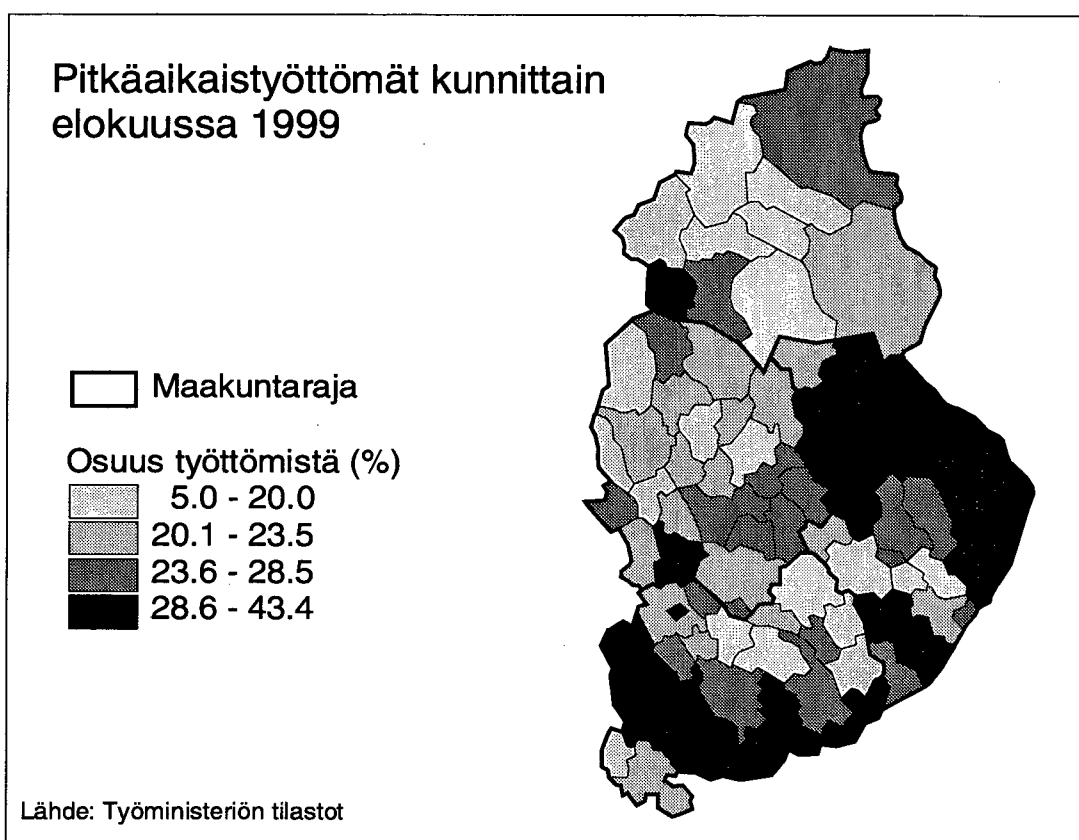 Pitkäaikaistyöttömät kunnittain
elokuussa 1999
Maakuntaraja
Osuus työttömistä (%)
5.0 - 20.0
20.1 - 23.5
23.6 - 28.5
28.6 - 43.4
Lähde: Työministeriön tilastot